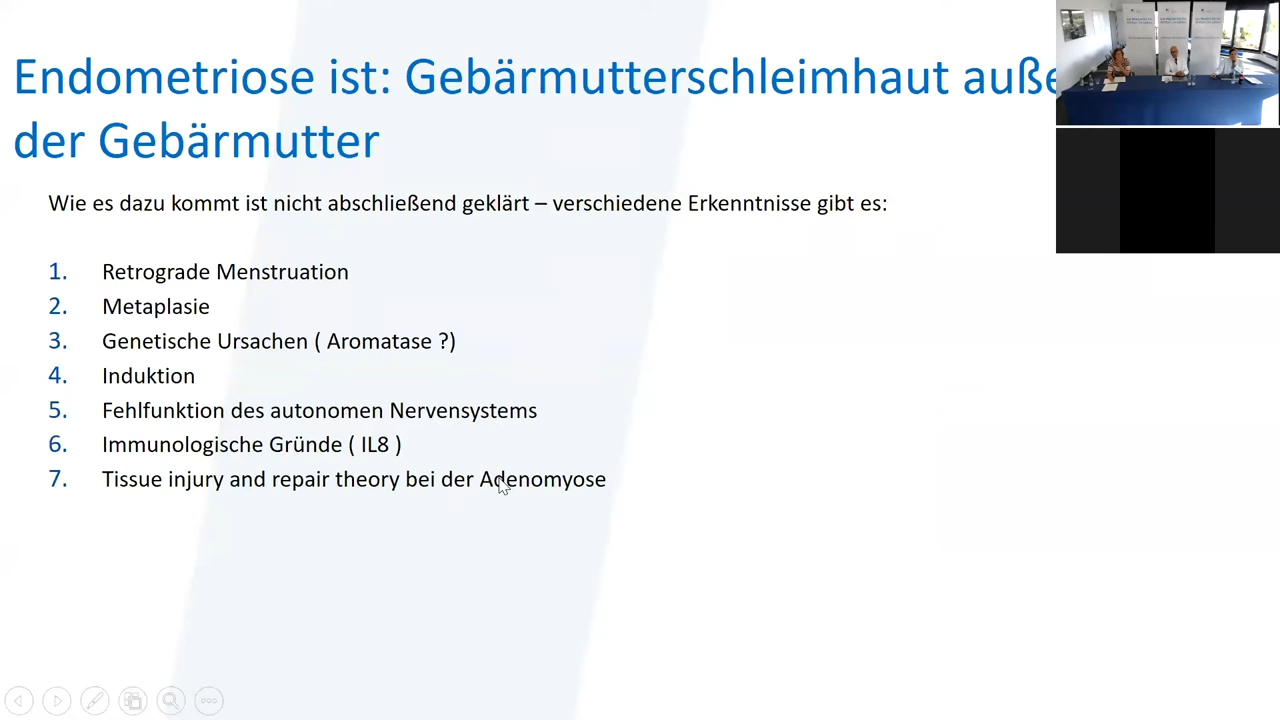 Endometriose ist: Gebärmutterschleimhaut auße
der Gebärmutter
Wie es dazu kommt ist nicht abschließend geklärt – verschiedene Erkenntnisse gibt es:
1. Retrograde Menstruation
2. Metaplasie
3. Genetische Ursachen ( Aromatase ?)
4. Induktion
5. Fehlfunktion des autonomen Nervensystems
6. Immunologische Gründe ( IL8 )
7. Tissue injury and repair theory bei der Adenomyose